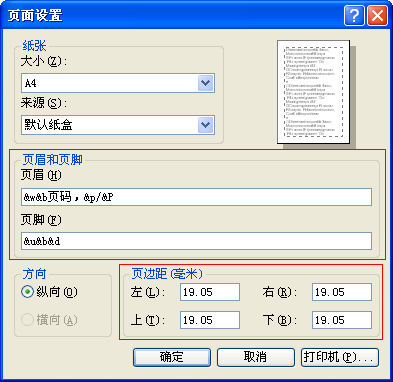 页面设置
纸张
大小(Z):
A4
来源(S):
默认纸盒
页眉和页脚
页眉(H)
&w&b页码，&p/&P
页脚(F)
&u&b&d
方向
纵向(O)
横向(A)
页边距(毫米)
左(L): 19.05 右(R): 19.05
上(T): 19.05 下(B): 19.05
确定 取消 打印机(P)...